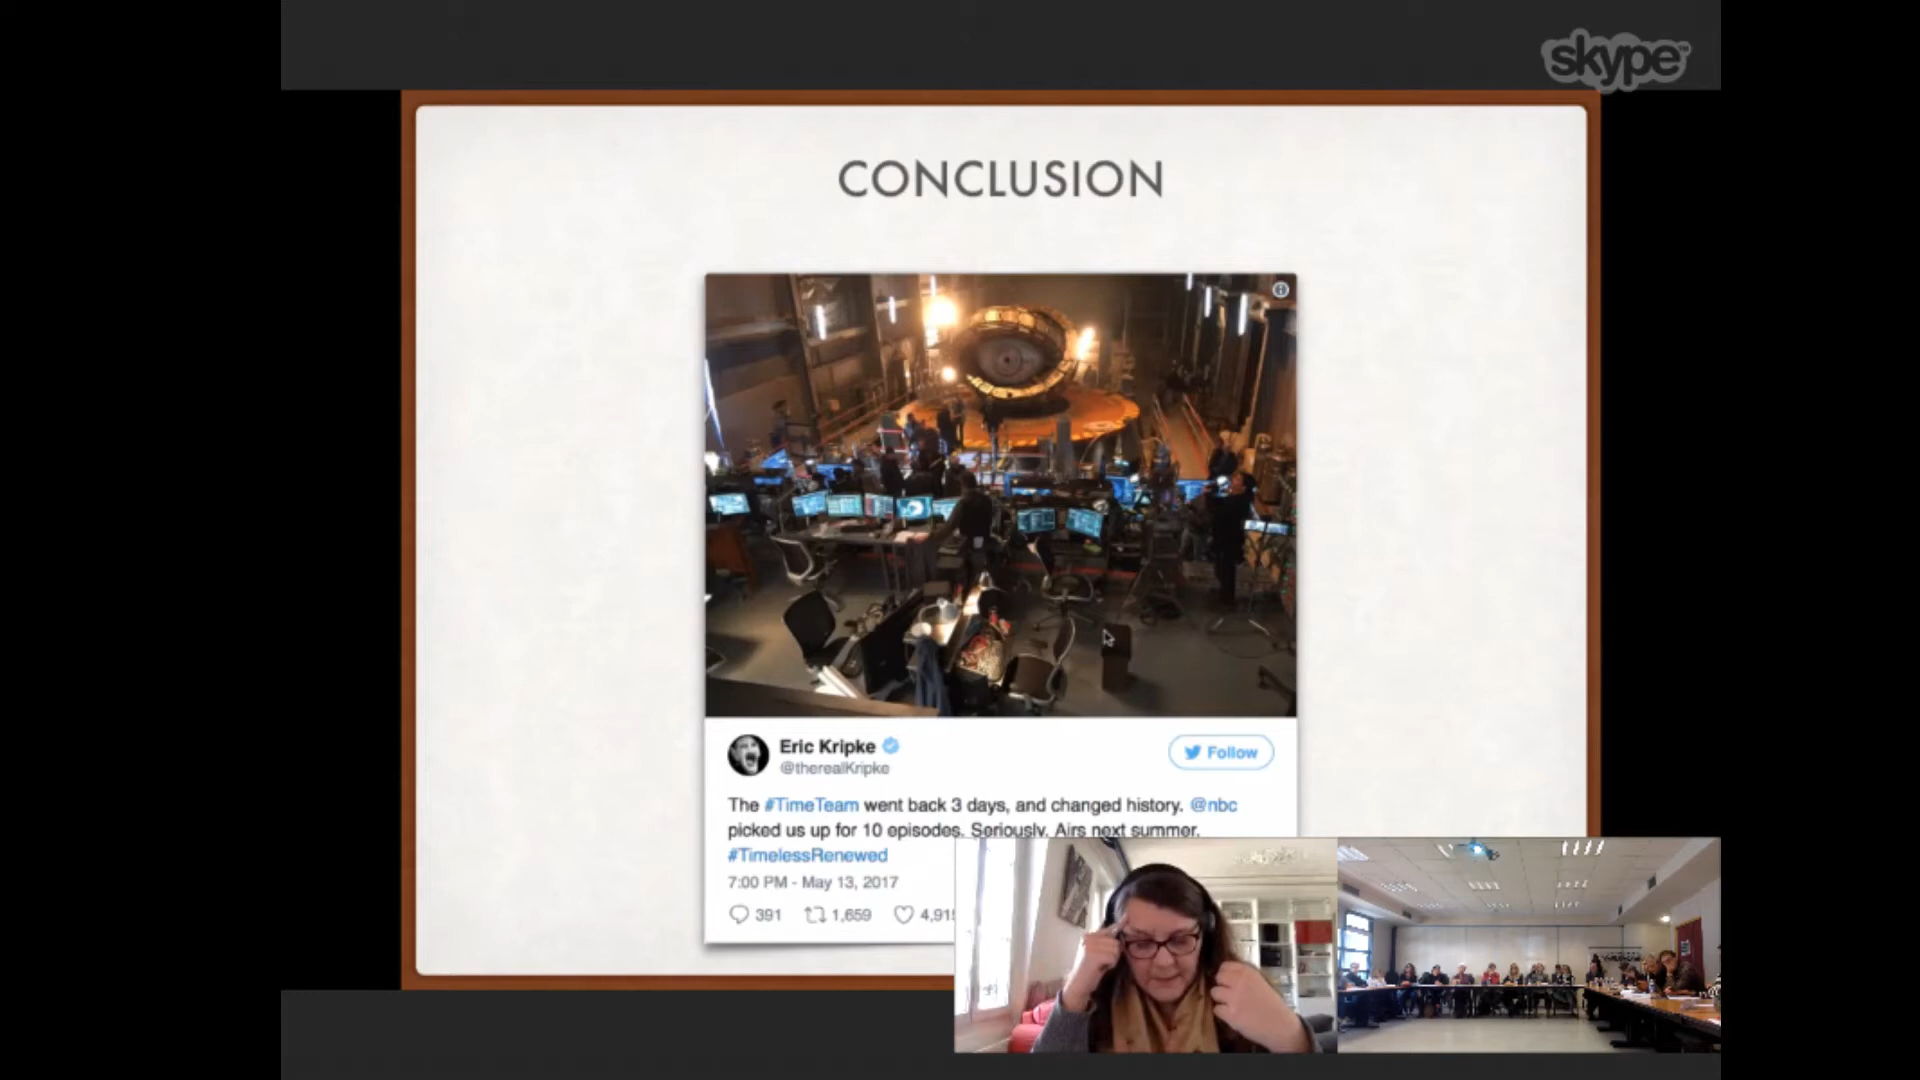 skype™
CONCLUSION
Eric Kripke
@therealKripke
Follow
The #TimeTeam went back 3 days, and changed history. @nbc
picked us up for 10 episodes. Seriously. Airs next summer.
#TimelessRenewed
7:00 PM - May 13, 2017
391 1,659